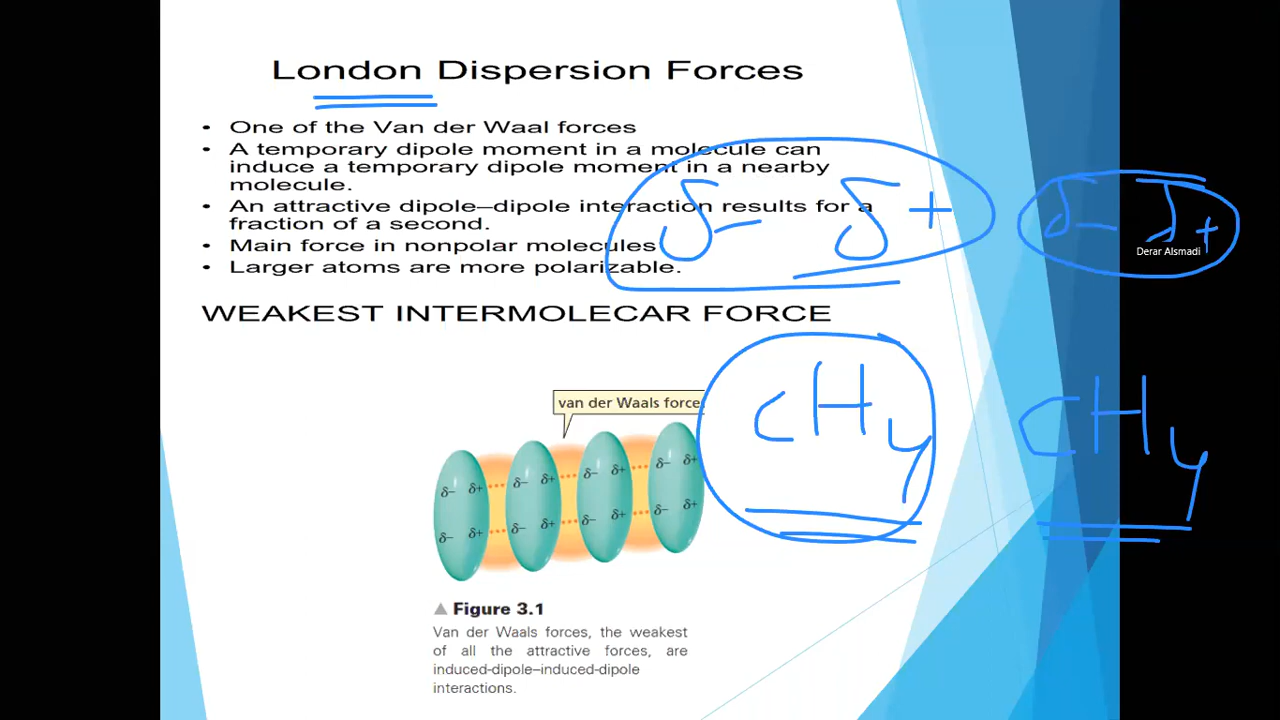 London Dispersion Forces
• One of the Van der Waal forces
• A temporary dipole moment in a molecule can
induce a temporary dipole moment in a nearby
molecule.
• An attractive dipole–dipole interaction results for a
fraction of a second.
• Main force in nonpolar molecules
• Larger atoms are more polarizable.
δ– δ+
δ– δ+
Derar Alsmadi
WEAKEST INTERMOLECAR FORCE
van der Waals force
δ– δ+ δ– δ+ δ– δ+ δ– δ+
δ– δ+ δ– δ+ δ– δ+ δ– δ+
CH4
CH4
▲ Figure 3.1
Van der Waals forces, the weakest
of all the attractive forces, are
induced-dipole–induced-dipole
interactions.